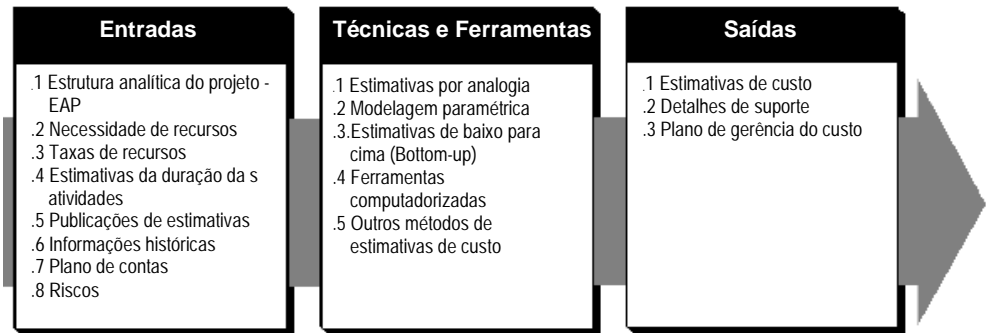 Entradas
.1 Estrutura analítica do projeto -
EAP
.2 Necessidade de recursos
.3 Taxas de recursos
.4 Estimativas da duração da s
atividades
.5 Publicações de estimativas
.6 Informações históricas
.7 Plano de contas
.8 Riscos
Técnicas e Ferramentas
.1 Estimativas por analogia
.2 Modelagem paramétrica
.3.Estimativas de baixo para
cima (Bottom-up)
.4 Ferramentas
computadorizadas
.5 Outros métodos de
estimativas de custo
Saídas
.1 Estimativas de custo
.2 Detalhes de suporte
.3 Plano de gerência do custo